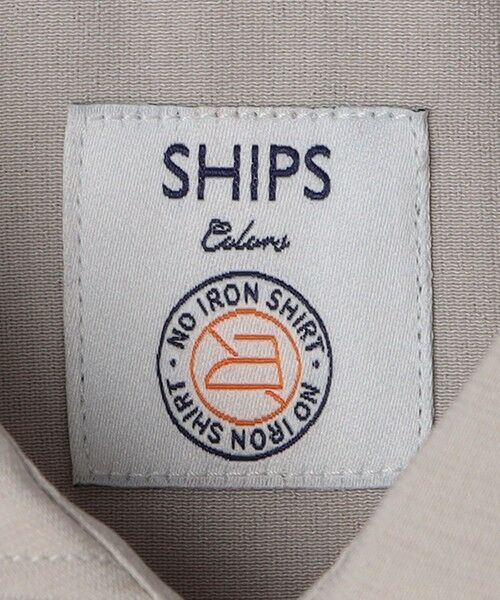 SHIPS
Colors
NO IRON SHIRT · NO IRON SHIRT ·